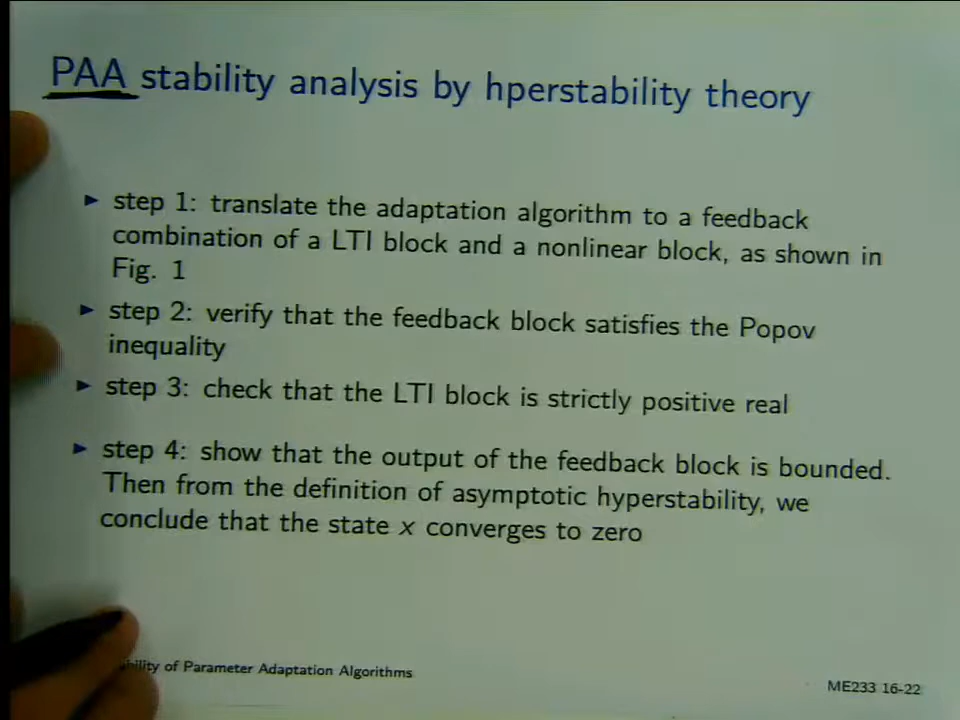 PAA stability analysis by hperstability theory
► step 1: translate the adaptation algorithm to a feedback
combination of a LTI block and a nonlinear block, as shown in
Fig. 1
► step 2: verify that the feedback block satisfies the Popov
inequality
► step 3: check that the LTI block is strictly positive real
► step 4: show that the output of the feedback block is bounded.
Then from the definition of asymptotic hyperstability, we
conclude that the state x converges to zero
of Parameter Adaptation Algorithms
ME233 16-22